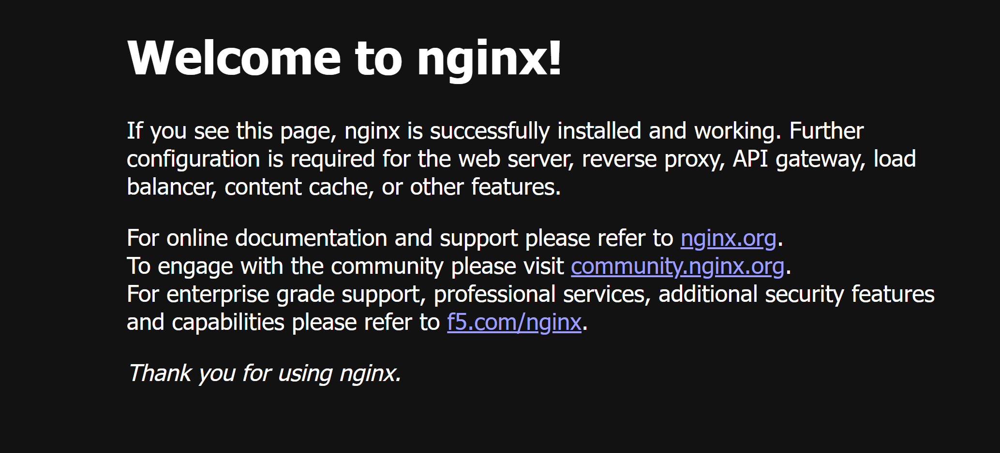 Welcome to nginx!
If you see this page, nginx is successfully installed and working. Further
configuration is required for the web server, reverse proxy, API gateway, load
balancer, content cache, or other features.
For online documentation and support please refer to nginx.org.
To engage with the community please visit community.nginx.org.
For enterprise grade support, professional services, additional security features
and capabilities please refer to f5.com/nginx.
Thank you for using nginx.